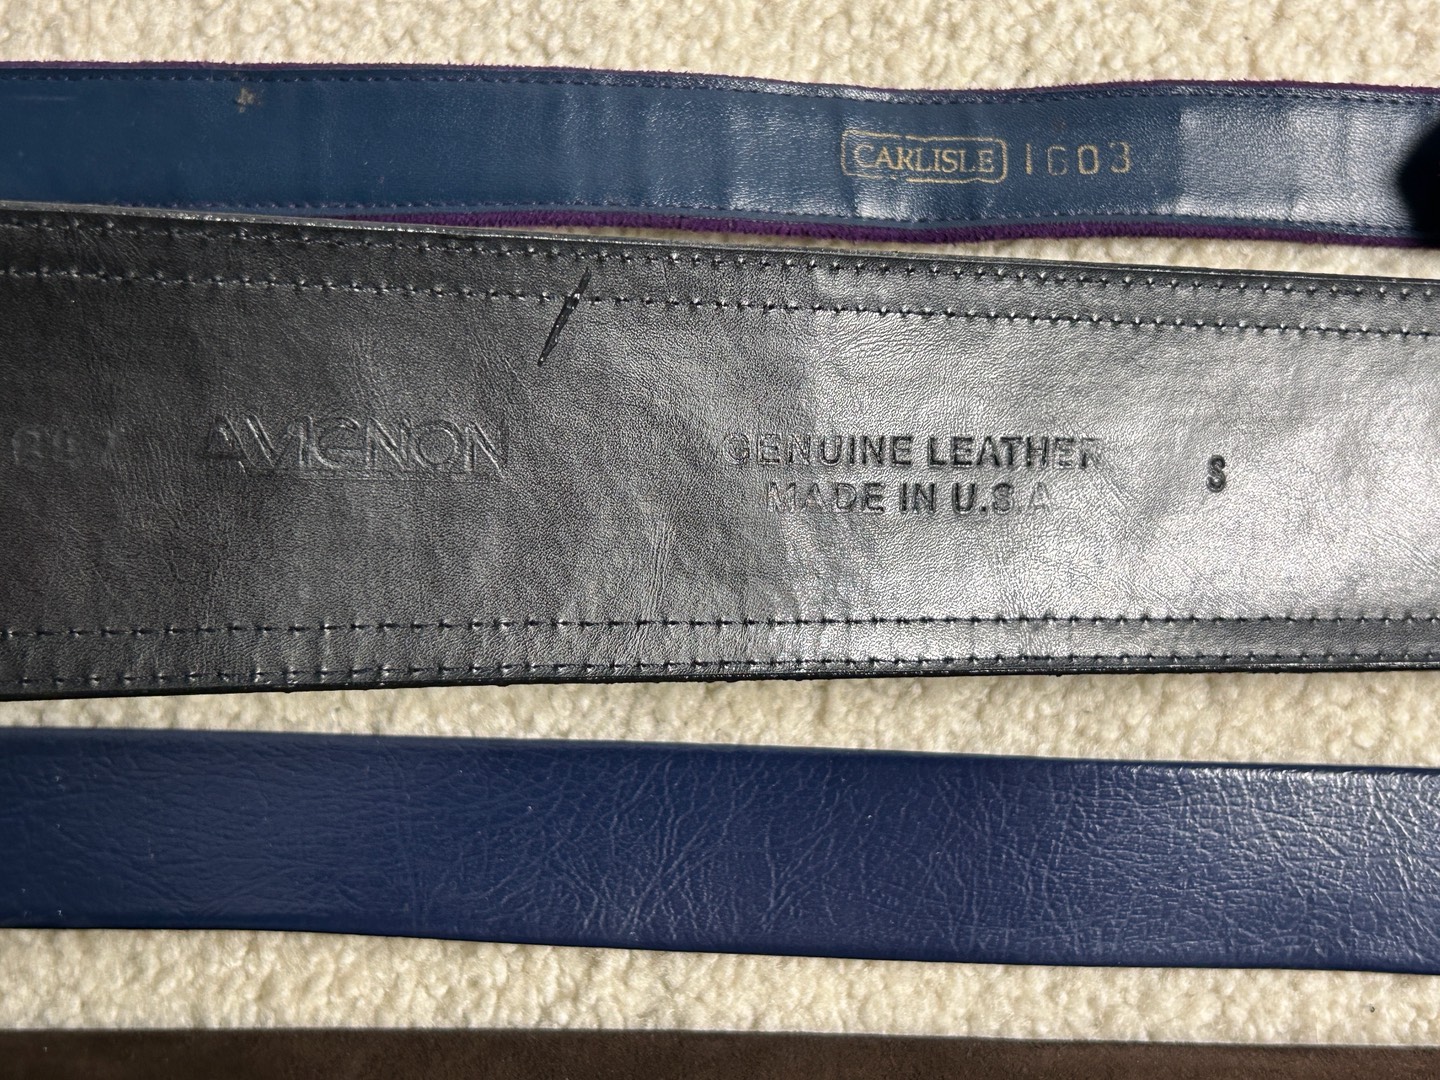 CARLISLE 1603
AVIGNON
GENUINE LEATHER
MADE IN U.S.A
S